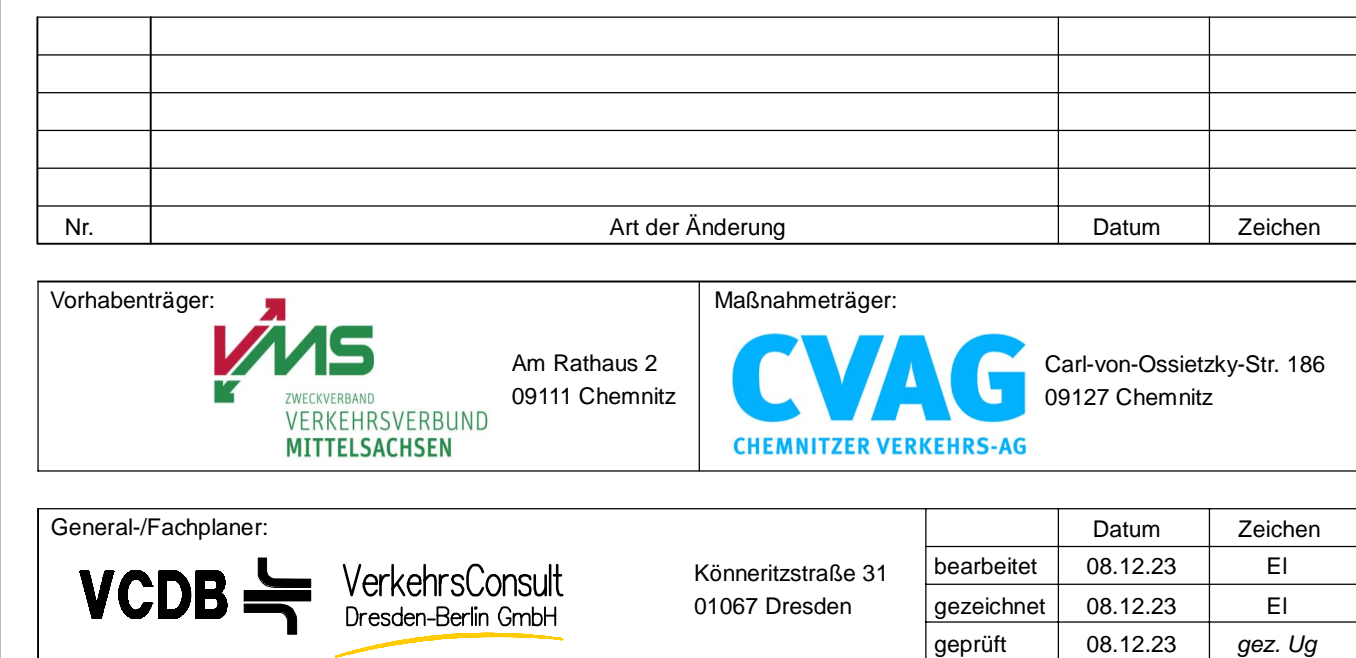 Nr. Art der Änderung Datum Zeichen
Vorhabenträger:
VMS
ZWECKVERBAND
VERKEHRSVERBUND
MITTELSACHSEN
Am Rathaus 2
09111 Chemnitz
Maßnahmeträger:
CVAG
CHEMNITZER VERKEHRS-AG
Carl-von-Ossietzky-Str. 186
09127 Chemnitz
General-/Fachplaner:
VCDB
VerkehrsConsult
Dresden-Berlin GmbH
Könneritzstraße 31
01067 Dresden
Datum Zeichen
bearbeitet 08.12.23 El
gezeichnet 08.12.23 El
geprüft 08.12.23 gez. Ug